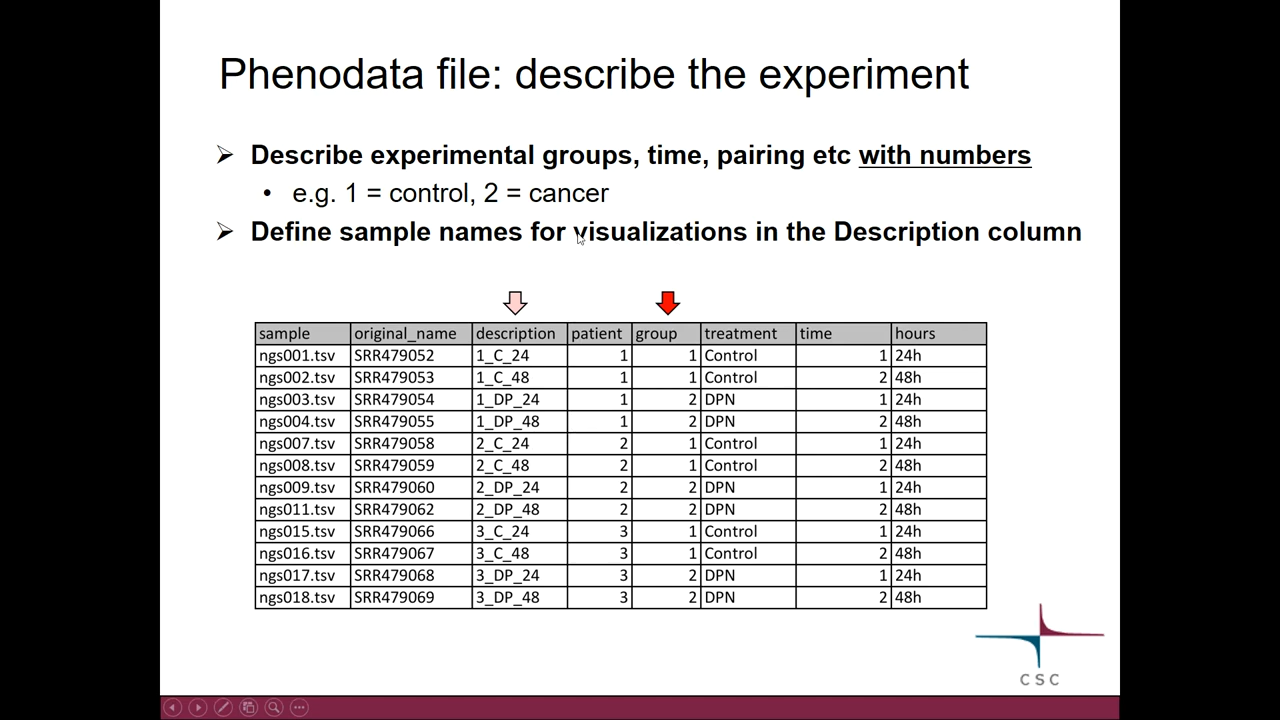 Phenodata file: describe the experiment
Describe experimental groups, time, pairing etc with numbers
e.g. 1 = control, 2 = cancer
Define sample names for visualizations in the Description column
sample original_name description patient group treatment time hours
ngs001.tsv SRR479052 1_C_24 1 1 Control 1 24h
ngs002.tsv SRR479053 1_C_48 1 1 Control 2 48h
ngs003.tsv SRR479054 1_DP_24 1 2 DPN 1 24h
ngs004.tsv SRR479055 1_DP_48 1 2 DPN 2 48h
ngs007.tsv SRR479058 2_C_24 2 1 Control 1 24h
ngs008.tsv SRR479059 2_C_48 2 1 Control 2 48h
ngs009.tsv SRR479060 2_DP_24 2 2 DPN 1 24h
ngs011.tsv SRR479062 2_DP_48 2 2 DPN 2 48h
ngs015.tsv SRR479066 3_C_24 3 1 Control 1 24h
ngs016.tsv SRR479067 3_C_48 3 1 Control 2 48h
ngs017.tsv SRR479068 3_DP_24 3 2 DPN 1 24h
ngs018.tsv SRR479069 3_DP_48 3 2 DPN 2 48h
CSC